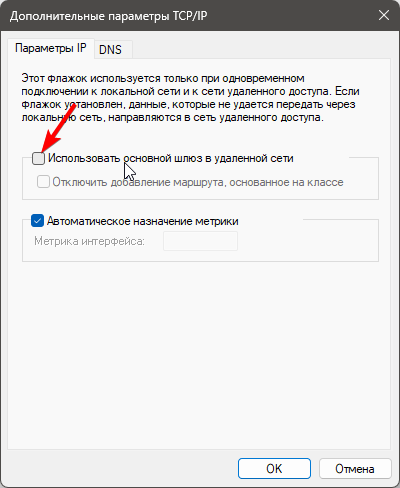 Дополнительные параметры TCP/IP
Параметры IP
DNS
Этот флажок используется только при одновременном
подключении к локальной сети и к сети удаленного доступа. Если
флажок установлен, данные, которые не удается передать через
локальную сеть, направляются в сеть удаленного доступа.
Использовать основной шлюз в удаленной сети
Отключить добавление маршрута, основанное на классе
Автоматическое назначение метрики
Метрика интерфейса:
OK
Отмена